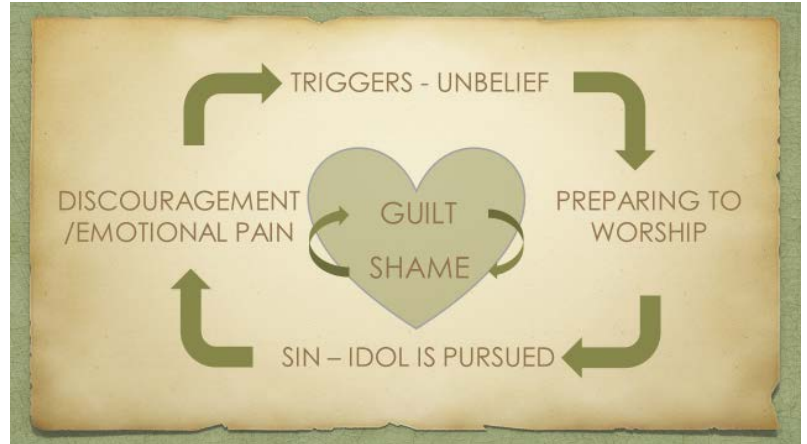 TRIGGERS - UNBELIEF
PREPARING TO
WORSHIP
SIN – IDOL IS PURSUED
DISCOURAGEMENT
/EMOTIONAL PAIN
GUILT
SHAME